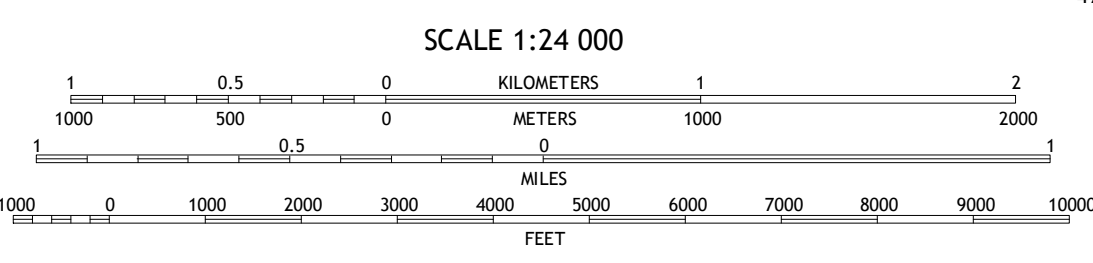 SCALE 1:24 000
1 0.5 0 KILOMETERS 1 2
1000 500 0 METERS 1000 2000
1 0.5 0 1
MILES
1000 0 1000 2000 3000 4000 5000 6000 7000 8000 9000 10000
FEET